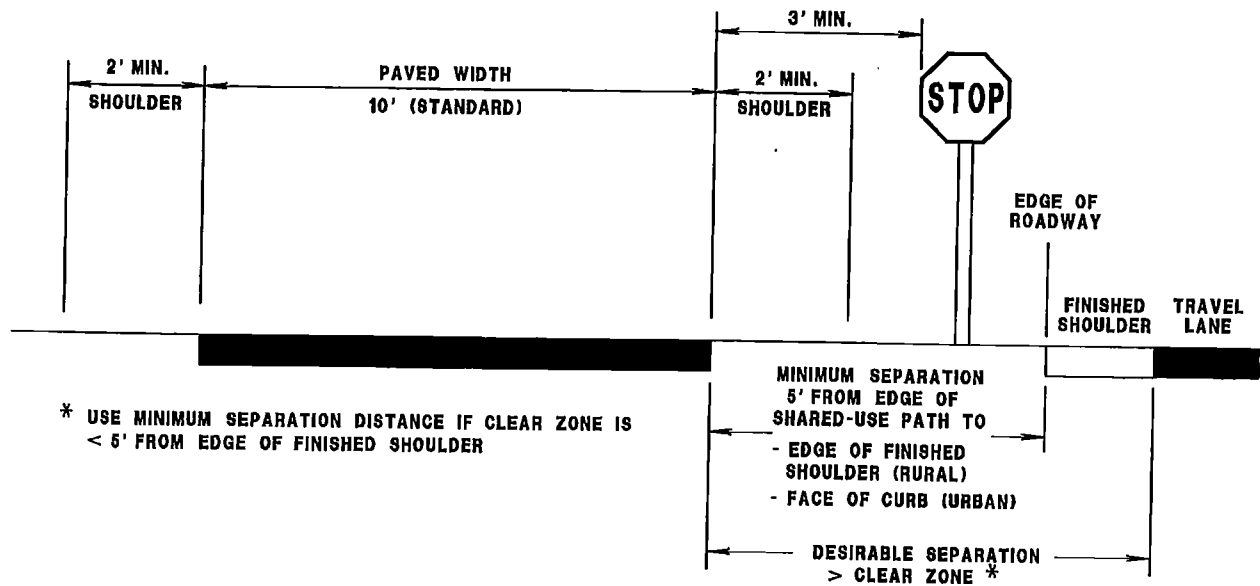 3' MIN.
2' MIN.
SHOULDER
PAVED WIDTH
10' (STANDARD)
2' MIN.
SHOULDER
STOP
EDGE OF
ROADWAY
FINISHED
SHOULDER
TRAVEL
LANE
MINIMUM SEPARATION
5' FROM EDGE OF
SHARED-USE PATH TO
- EDGE OF FINISHED
SHOULDER (RURAL)
- FACE OF CURB (URBAN)
* USE MINIMUM SEPARATION DISTANCE IF CLEAR ZONE IS
< 5' FROM EDGE OF FINISHED SHOULDER
DESIRABLE SEPARATION
> CLEAR ZONE *